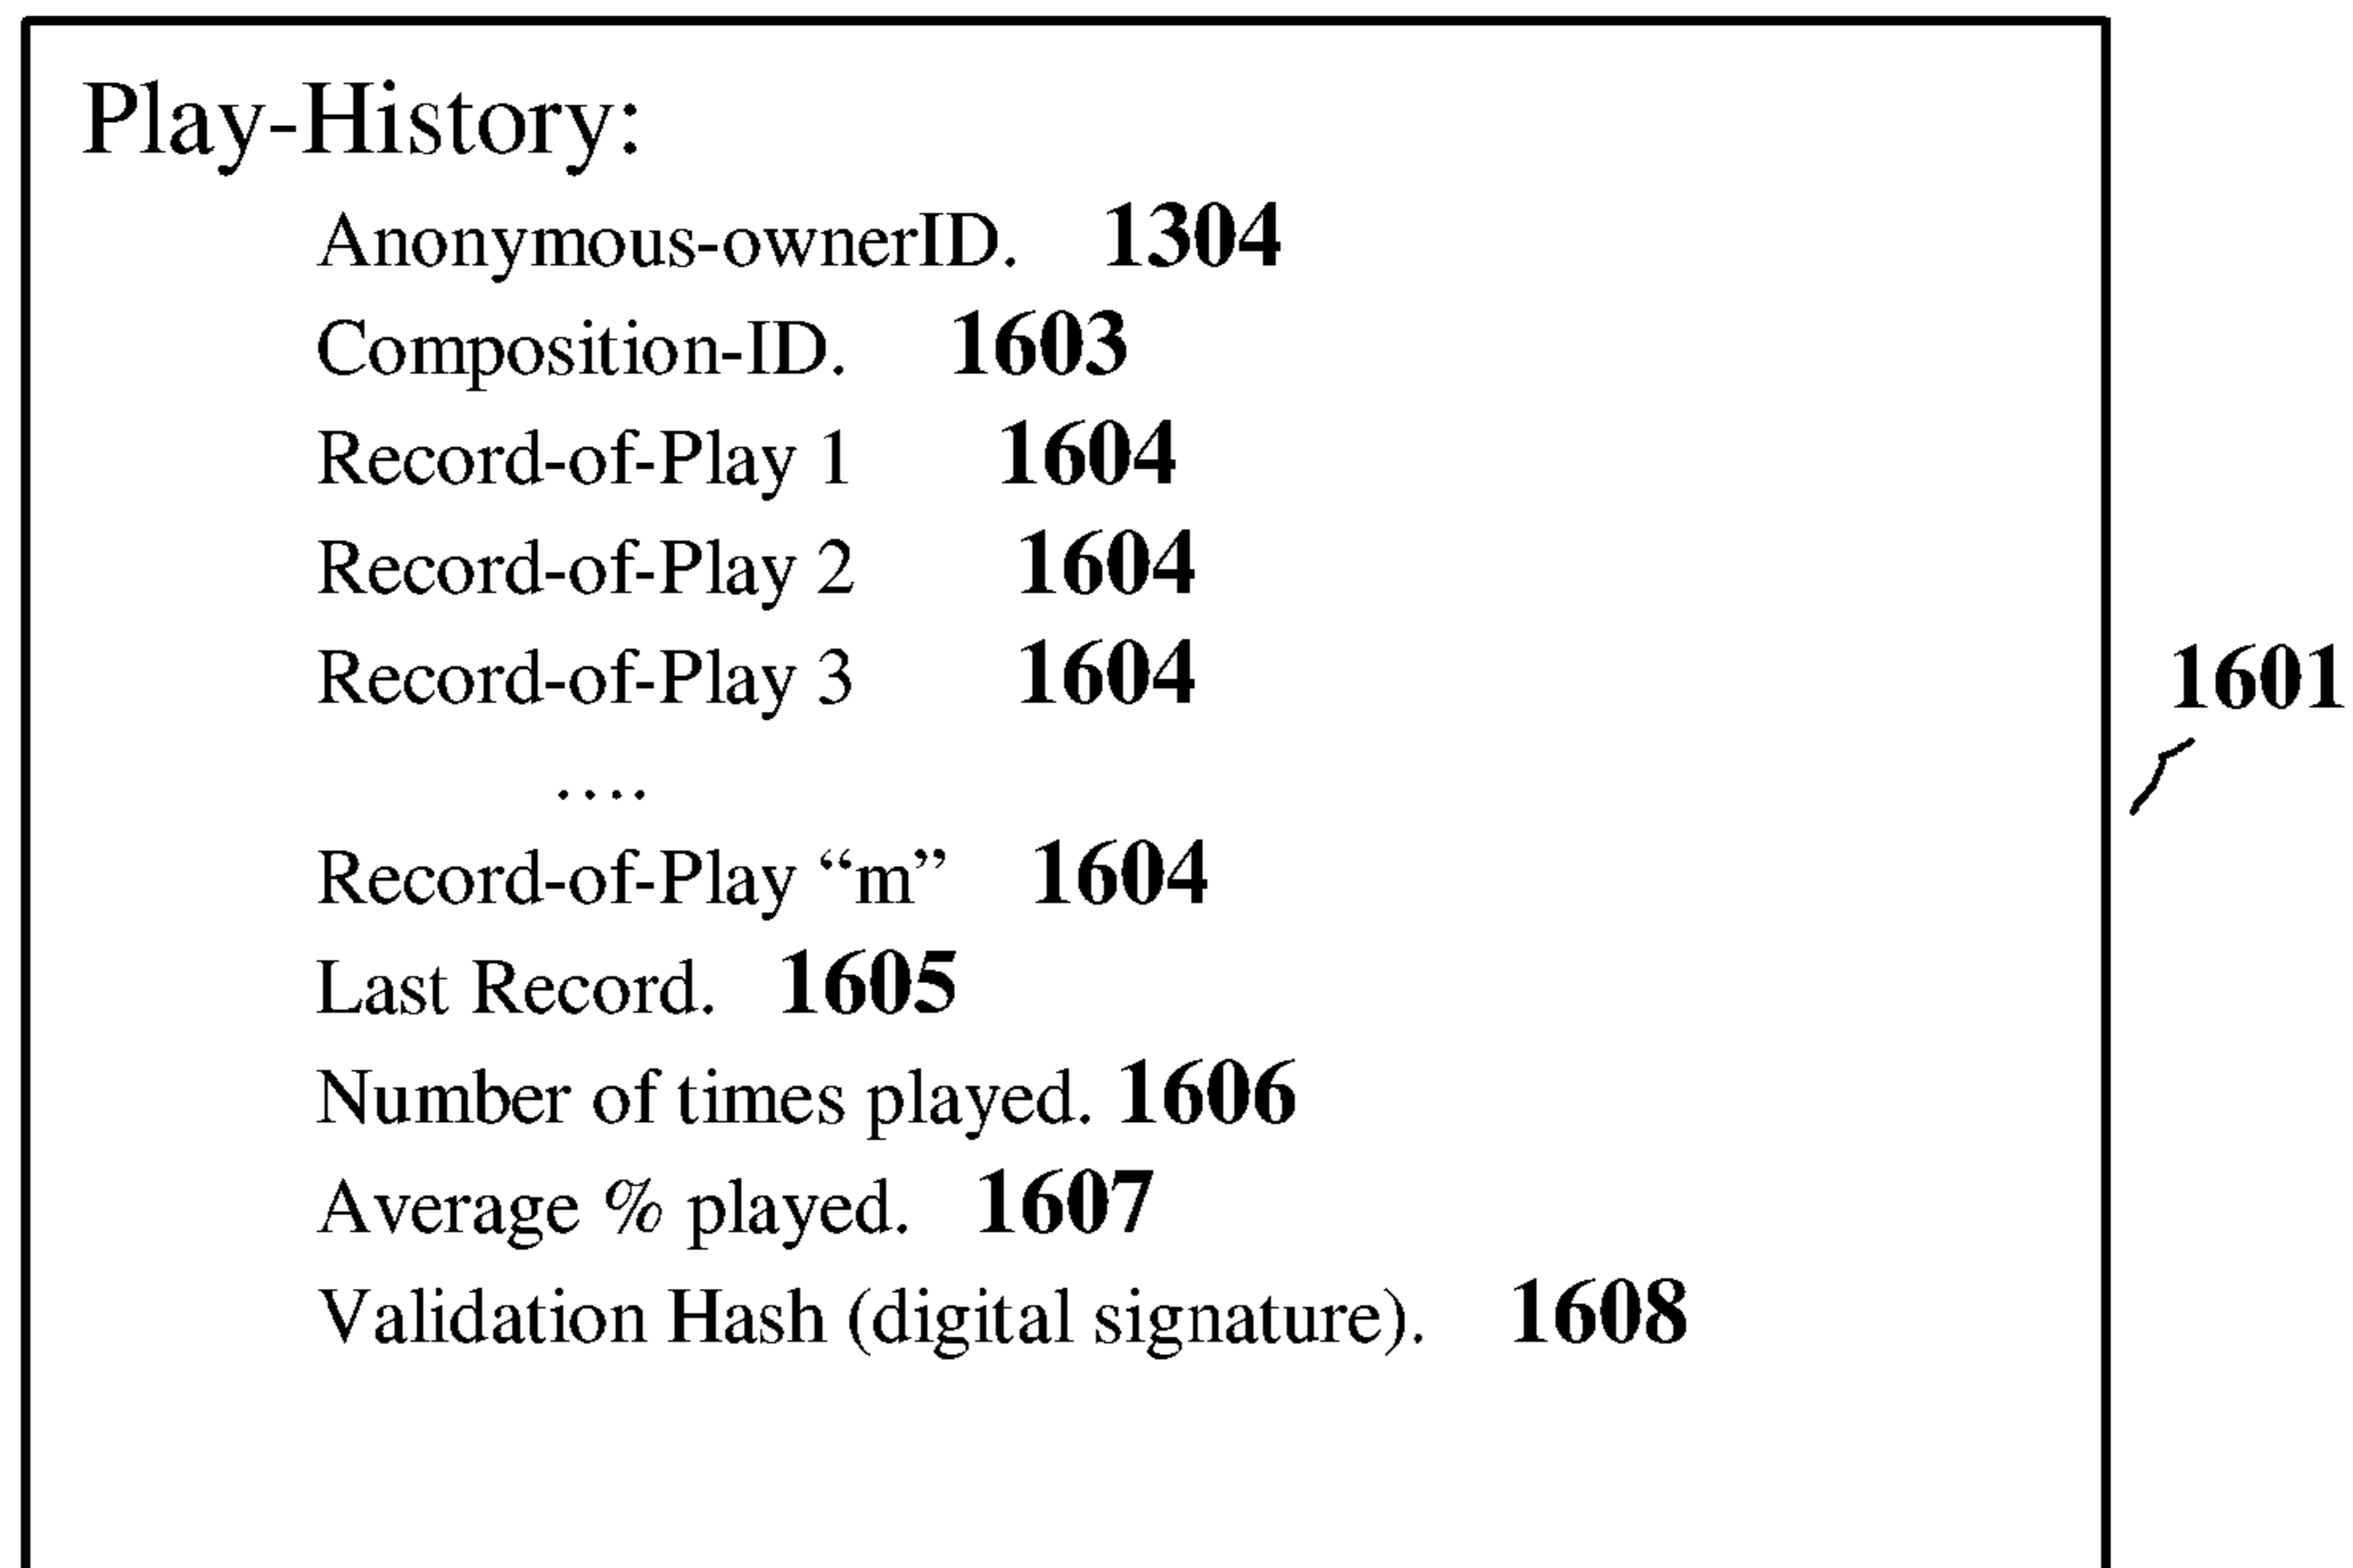 Play-History:
Anonymous-ownerID. 1304
Composition-ID. 1603
Record-of-Play 1 1604
Record-of-Play 2 1604
Record-of-Play 3 1604
1601
....
Record-of-Play “m” 1604
Last Record. 1605
Number of times played. 1606
Average % played. 1607
Validation Hash (digital signature). 1608